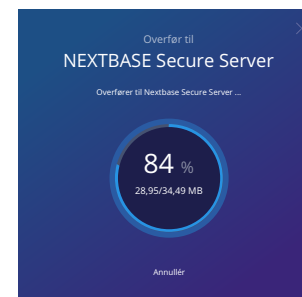 Overfør til
NEXTBASE Secure Server
Overfører til Nextbase Secure Server ...
84 %
28,95/34,49 MB
Annullér